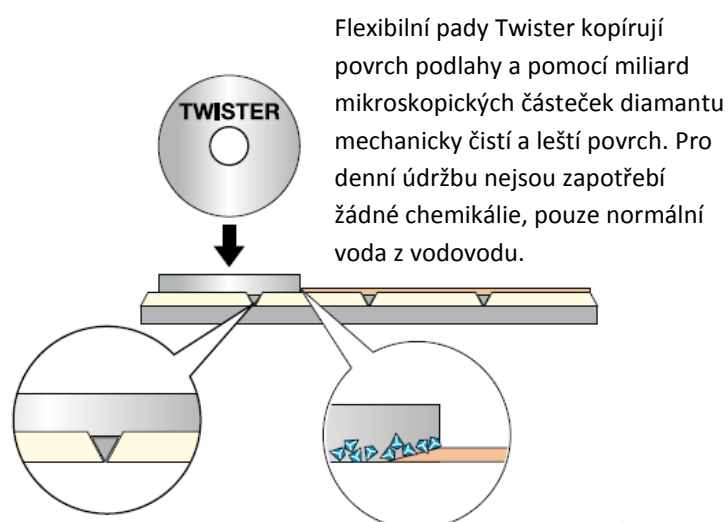 Flexibilní pady Twister kopírují
povrch podlahy a pomocí miliard
mikroskopických částeček diamantu
mechanicky čistí a leští povrch. Pro
denní údržbu nejsou zapotřebí
žádné chemikálie, pouze normální
voda z vodovodu.
TWISTER